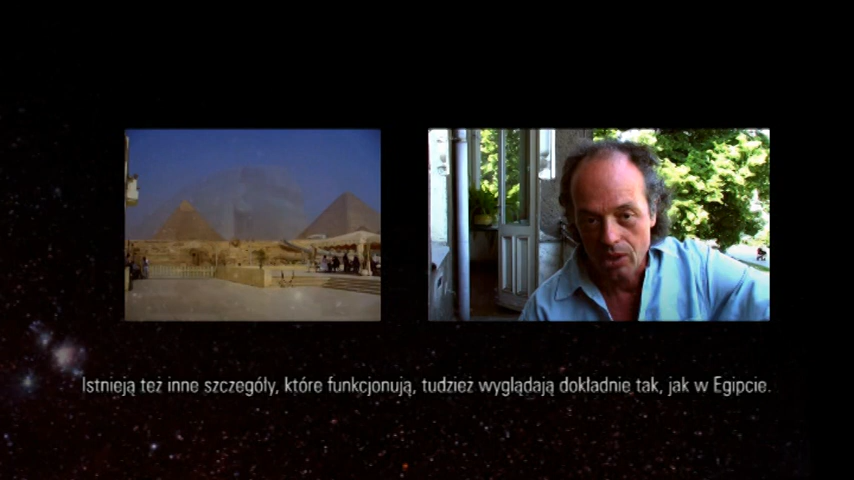 Istnieją też inne szczegóły, które funkcjonują, tudzież wyglądają dokładnie tak, jak w Egipcie.